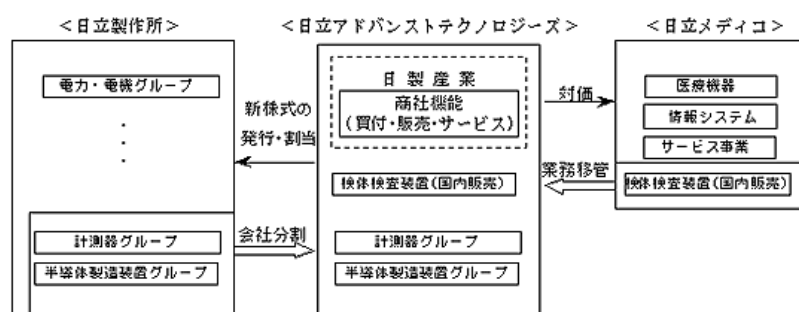 ＜日立製作所＞
＜日立アドバンストテクノロジーズ＞
＜日立メディコ＞
電力・電機グループ
・
・
・
計測器グループ
半導体製造装置グループ
新株式の
発行・割当
会社分割
日製産業
商社機能
(買付・販売・サービス)
検体検査装置(国内販売)
計測器グループ
半導体製造装置グループ
対価
業務移管
医療機器
情報システム
サービス事業
検体検査装置(国内販売)